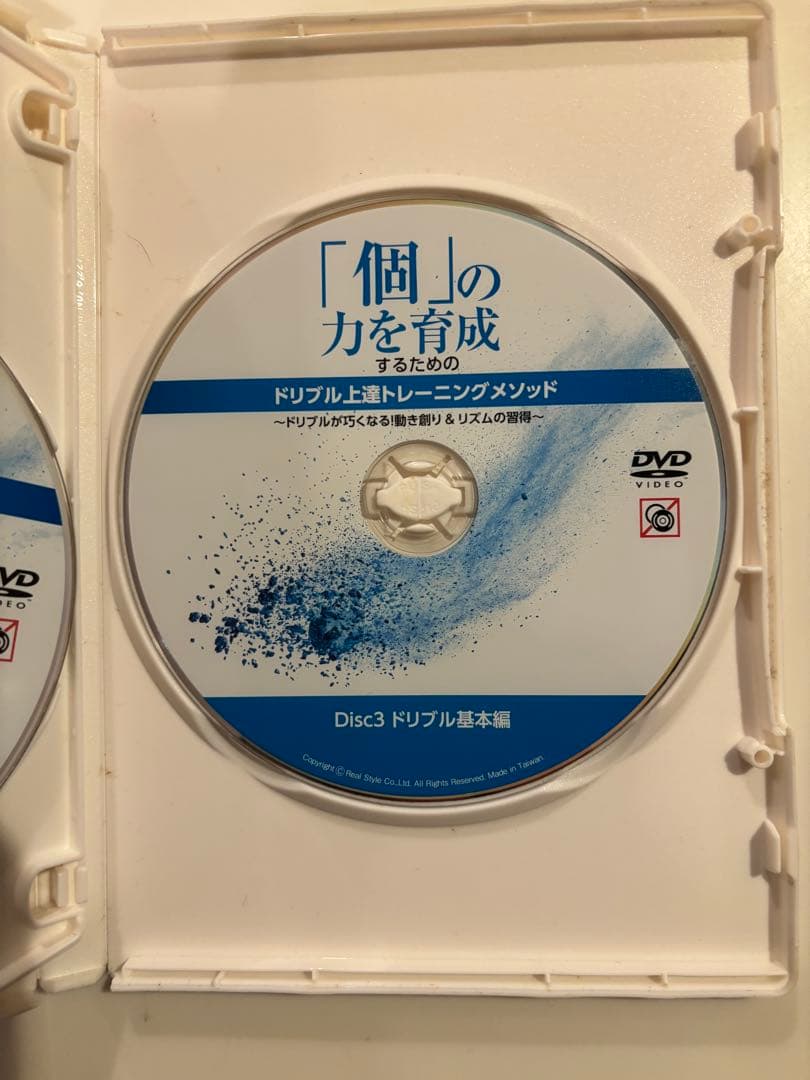 「個」の
力を育成
するための
ドリブル上達トレーニングメソッド
〜ドリブルが巧くなる!動き創り&リズムの習得〜
DVD
VIDEO
Disc3 ドリブル基本編
Copyright Ⓒ Real Style Co.,Ltd. All Rights Reserved. Made in Taiwan